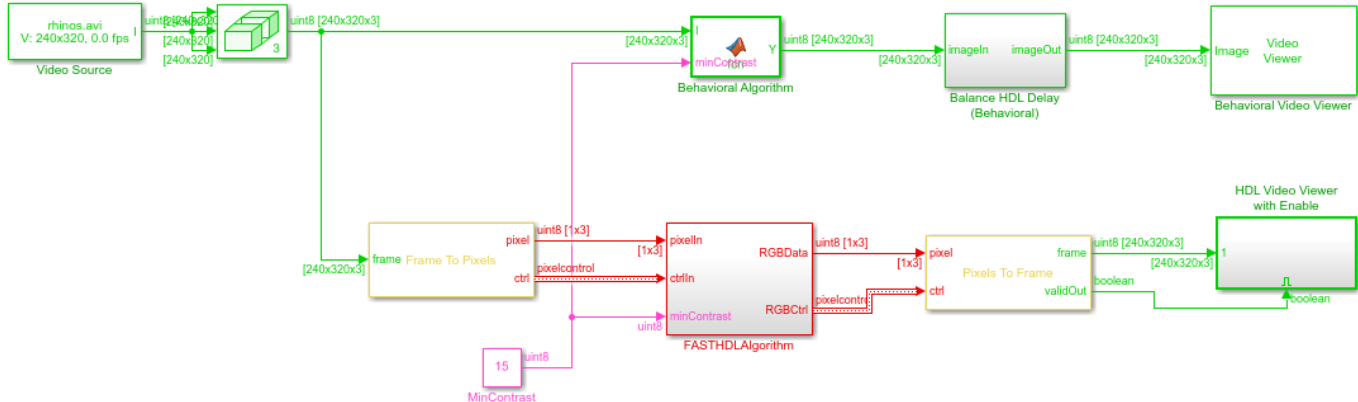 rhinos.avi
V: 240x320, 0.0 fps
I
Video Source
uint8 [240x320]
[240x320]
[240x320]
3
uint8 [240x320x3]
[240x320x3]
I
minContrast
fcn
Y
Behavioral Algorithm
uint8 [240x320x3]
[240x320x3]
imageIn
imageOut
Balance HDL Delay
(Behavioral)
uint8 [240x320x3]
[240x320x3]
Image
Video
Viewer
Behavioral Video Viewer
[240x320x3]
frame
Frame To Pixels
pixel
ctrl
uint8 [1x3]
[1x3]
pixelcontrol
uint8
pixelIn
ctrlIn
minContrast
RGBData
RGBCtrl
FASTHDLAlgorithm
uint8 [1x3]
[1x3]
pixelcontrol
pixel
ctrl
Pixels To Frame
frame
validOut
uint8 [240x320x3]
[240x320x3]
boolean
HDL Video Viewer
with Enable
1
boolean
15
uint8
MinContrast